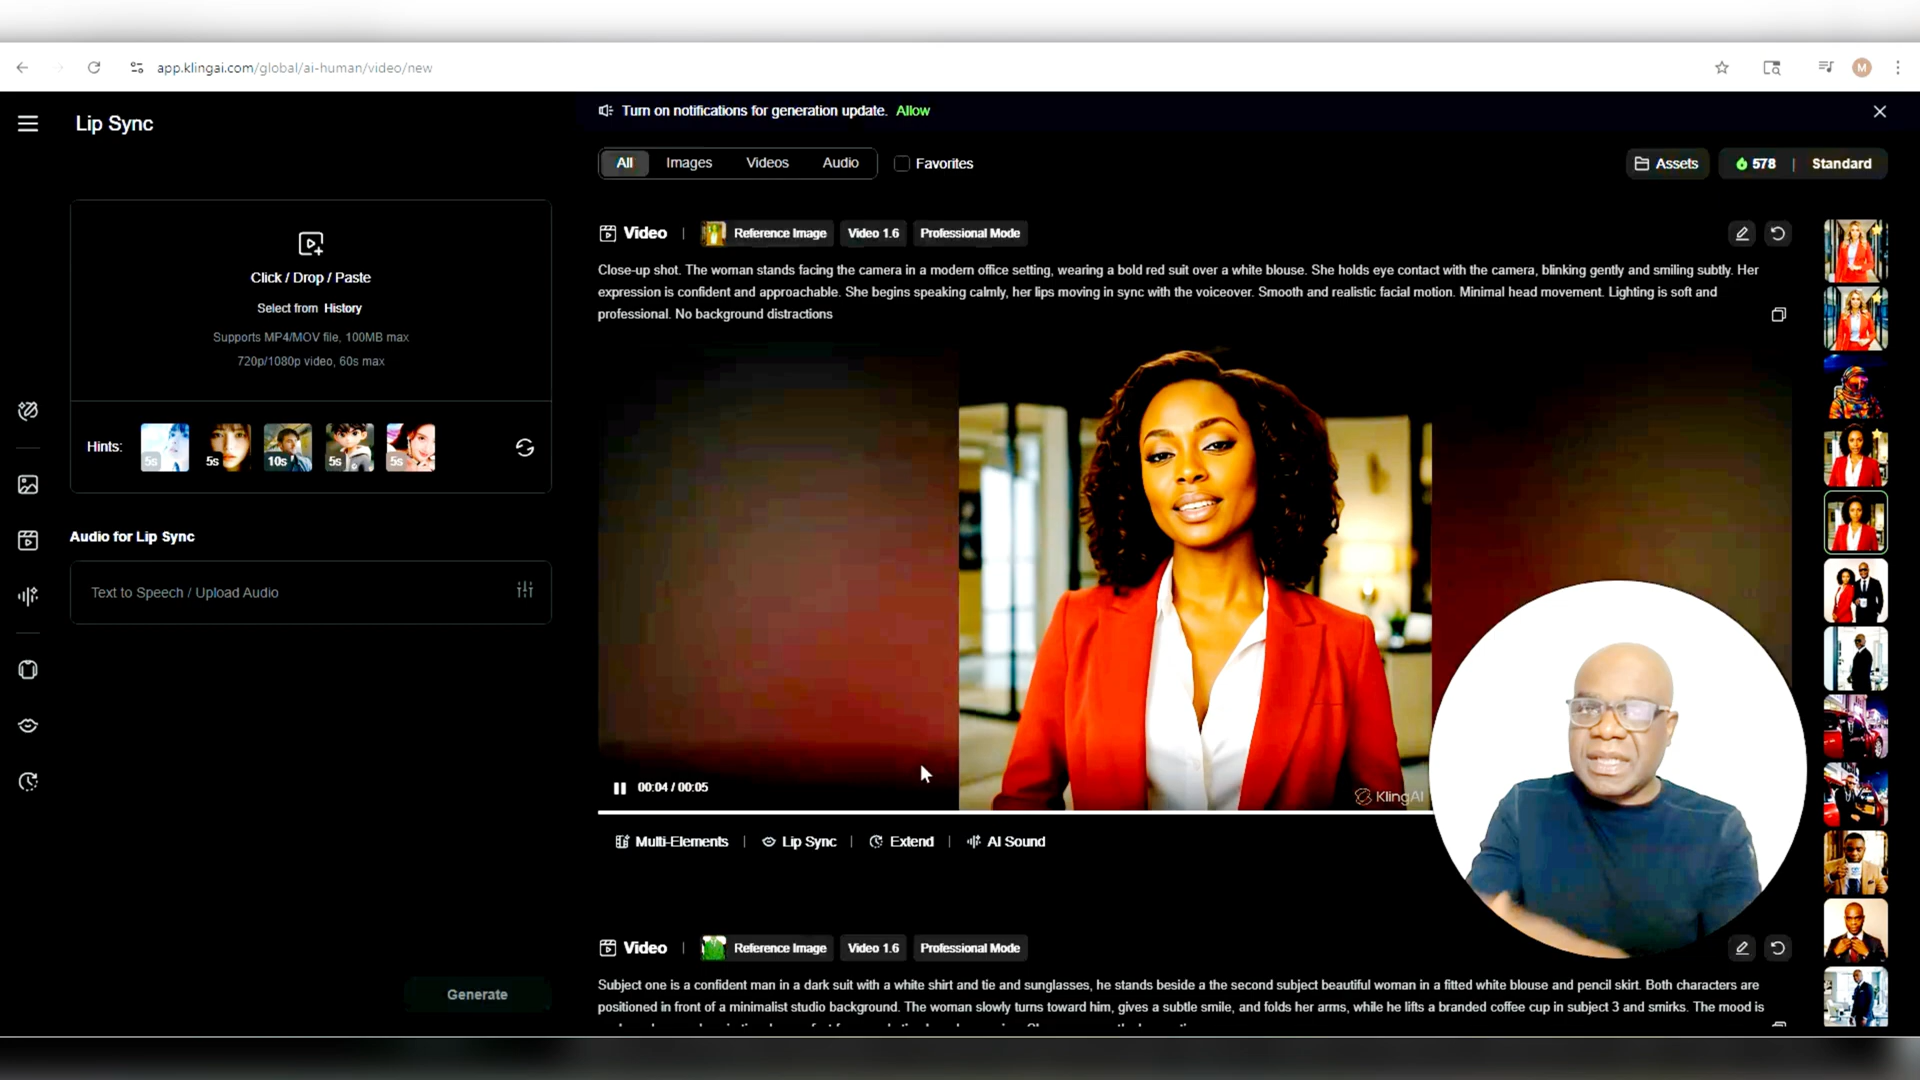 app.klingai.com/global/ai-human/video/new
M
Lip Sync
Turn on notifications for generation update. Allow
All Images Videos Audio Favorites
Assets 578 | Standard
Click / Drop / Paste
Select from History
Supports MP4/MOV file, 100MB max
720p/1080p video, 60s max
Hints: 5s 5s 10s 5s 5s
Audio for Lip Sync
Text to Speech / Upload Audio
Generate
Video | Reference Image Video 1.6 Professional Mode
Close-up shot. The woman stands facing the camera in a modern office setting, wearing a bold red suit over a white blouse. She holds eye contact with the camera, blinking gently and smiling subtly. Her
expression is confident and approachable. She begins speaking calmly, her lips moving in sync with the voiceover. Smooth and realistic facial motion. Minimal head movement. Lighting is soft and
professional. No background distractions
00:04 / 00:05
KlingAI
Multi-Elements | Lip Sync | Extend | AI Sound
Video | Reference Image Video 1.6 Professional Mode
Subject one is a confident man in a dark suit with a white shirt and tie and sunglasses, he stands beside a the second subject beautiful woman in a fitted white blouse and pencil skirt. Both characters are
positioned in front of a minimalist studio background. The woman slowly turns toward him, gives a subtle smile, and folds her arms, while he lifts a branded coffee cup in subject 3 and smirks. The mood is